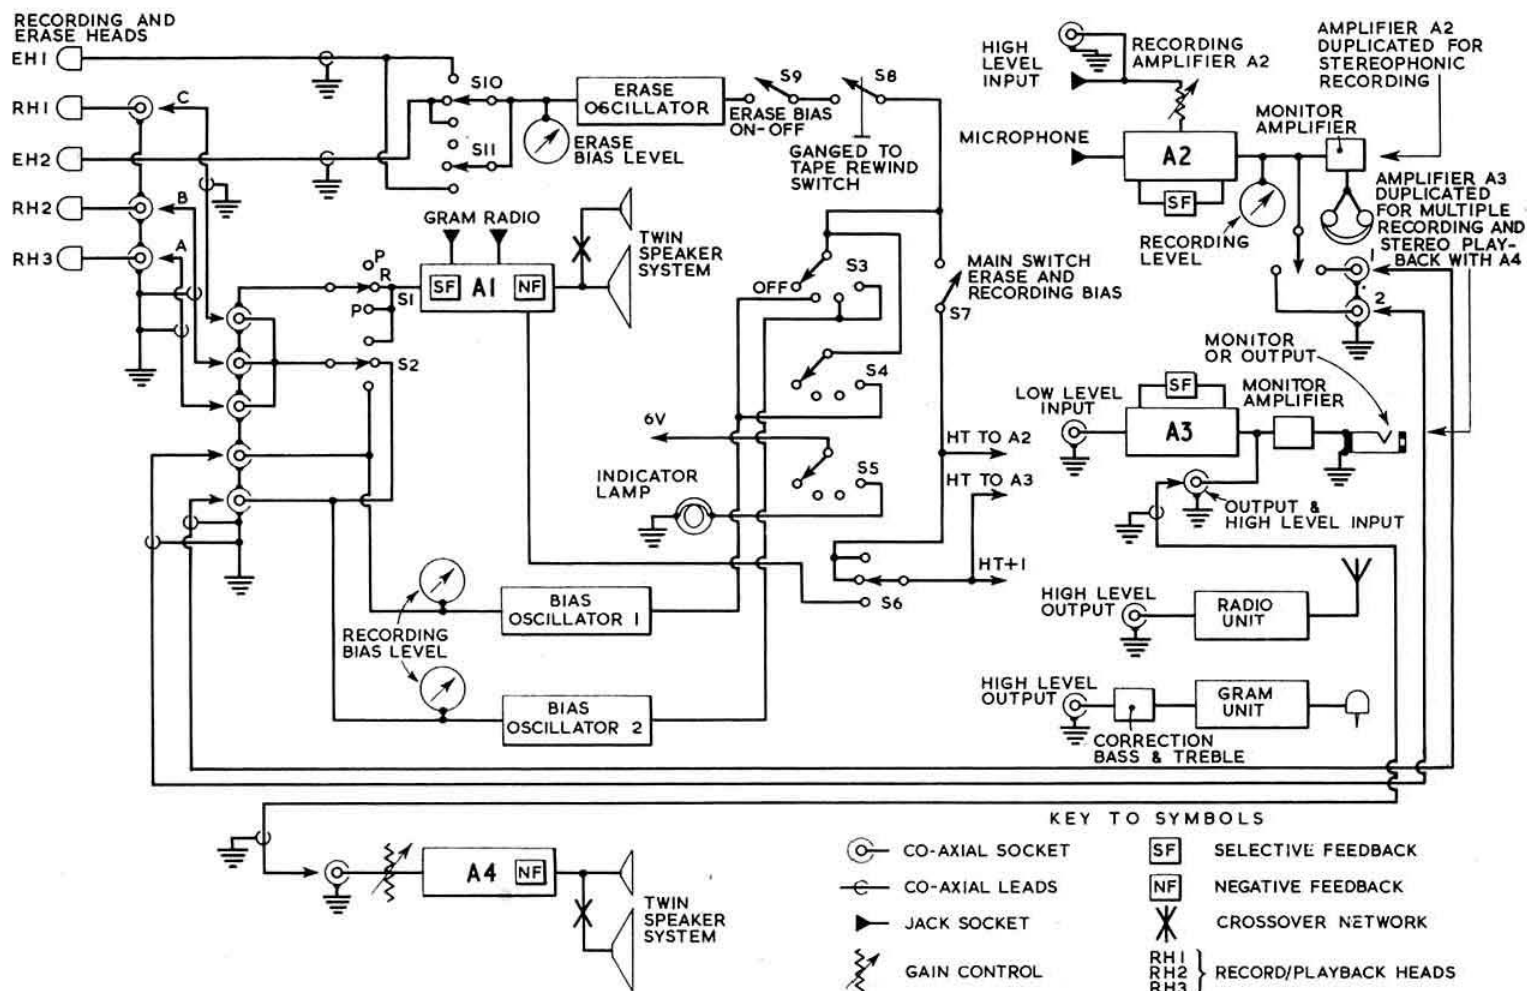 RECORDING AND
ERASE HEADS
EH1
RH1
EH2
RH2
RH3
C
B
A
S10
S11
ERASE
OSCILLATOR
ERASE
BIAS LEVEL
S9
ERASE BIAS
ON-OFF
S8
GANGED TO
TAPE REWIND
SWITCH
HIGH
LEVEL
INPUT
RECORDING
AMPLIFIER A2
AMPLIFIER A2
DUPLICATED FOR
STEREOPHONIC
RECORDING
MONITOR
AMPLIFIER
MICROPHONE
A2
SF
RECORDING
LEVEL
AMPLIFIER A3
DUPLICATED
FOR MULTIPLE
RECORDING AND
STEREO PLAY-
BACK WITH A4
1
2
GRAM RADIO
TWIN
SPEAKER
SYSTEM
P
R
S1
P
S2
SF
A1
NF
OFF
S3
S4
6V
S5
INDICATOR
LAMP
MAIN SWITCH
ERASE AND
RECORDING BIAS
S7
HT TO A2
HT TO A3
HT+1
S6
LOW LEVEL
INPUT
SF
A3
MONITOR
AMPLIFIER
MONITOR
OR OUTPUT
OUTPUT &
HIGH LEVEL INPUT
RECORDING
BIAS LEVEL
BIAS
OSCILLATOR 1
BIAS
OSCILLATOR 2
HIGH LEVEL
OUTPUT
RADIO
UNIT
HIGH LEVEL
OUTPUT
GRAM
UNIT
CORRECTION
BASS & TREBLE
A4
NF
TWIN
SPEAKER
SYSTEM
KEY TO SYMBOLS
CO-AXIAL SOCKET
CO-AXIAL LEADS
JACK SOCKET
GAIN CONTROL
SF SELECTIVE FEEDBACK
NF NEGATIVE FEEDBACK
CROSSOVER NETWORK
RH1
RH2
RH3
RECORD/PLAYBACK HEADS